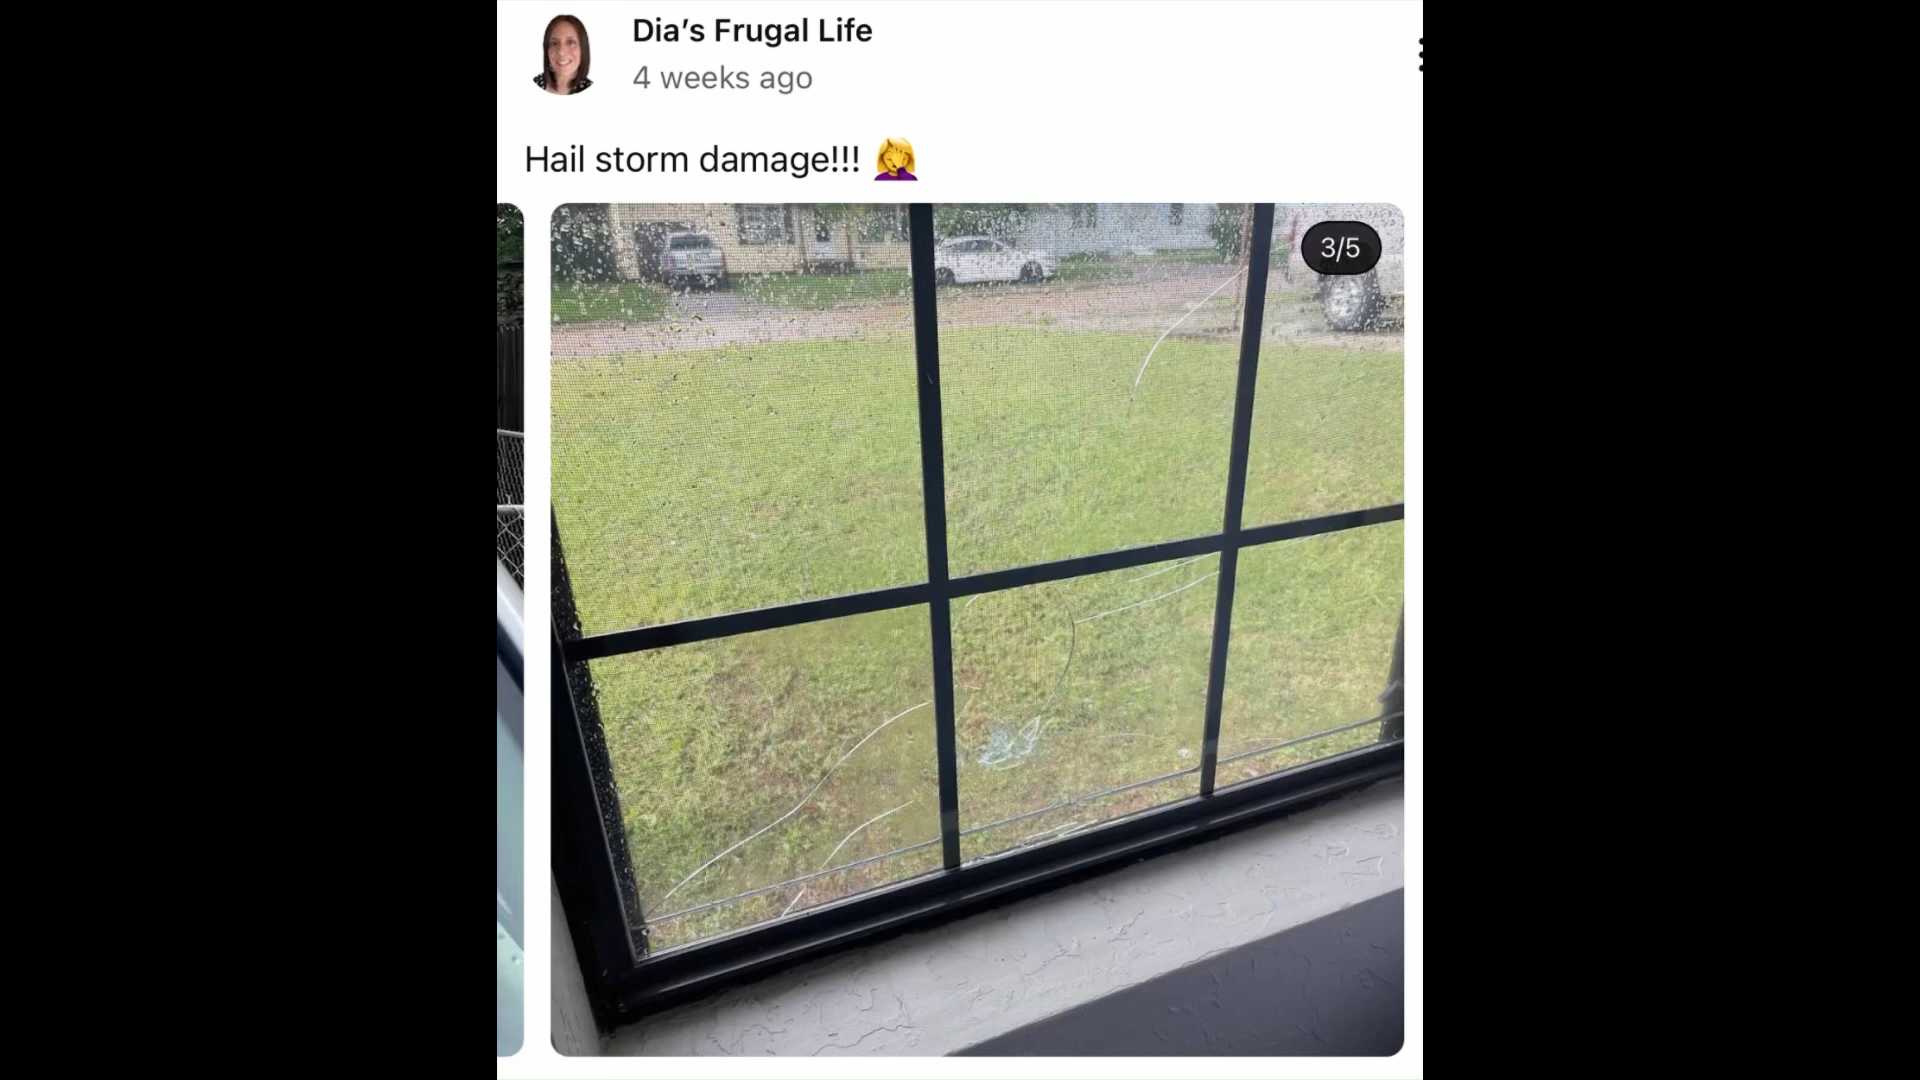 Dia’s Frugal Life
4 weeks ago
Hail storm damage!!! 🤦‍♀️
3/5